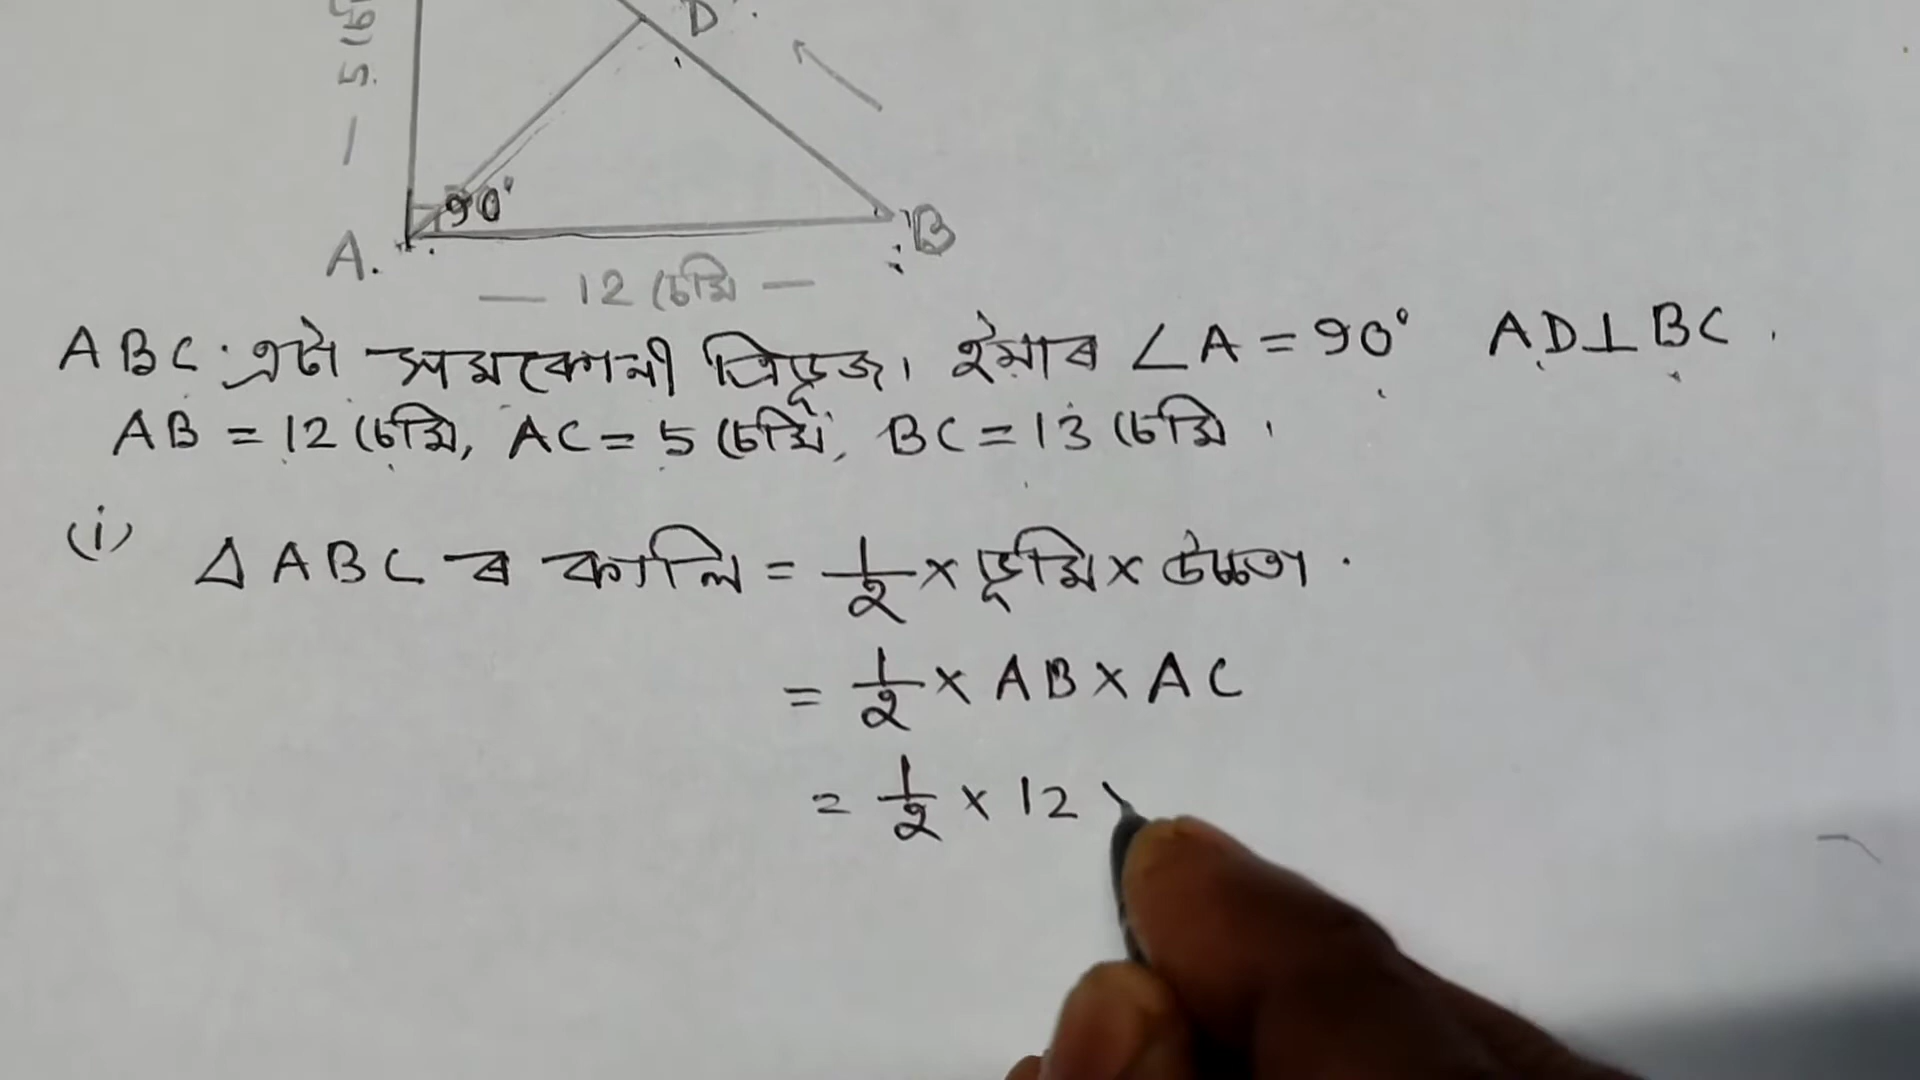 D
5 চেমি
90°
A.
B
12 চেমি
ABC এটা সমকোনী ত্ৰিভূজ। ইয়াৰ ∠A = 90° AD⊥BC.
AB = 12 চেমি, AC = 5 চেমি, BC = 13 চেমি.
(i) Δ ABC ৰ কালি = 1/2 × ভূমি × উচ্চতা.
= 1/2 × AB × AC
= 1/2 × 12